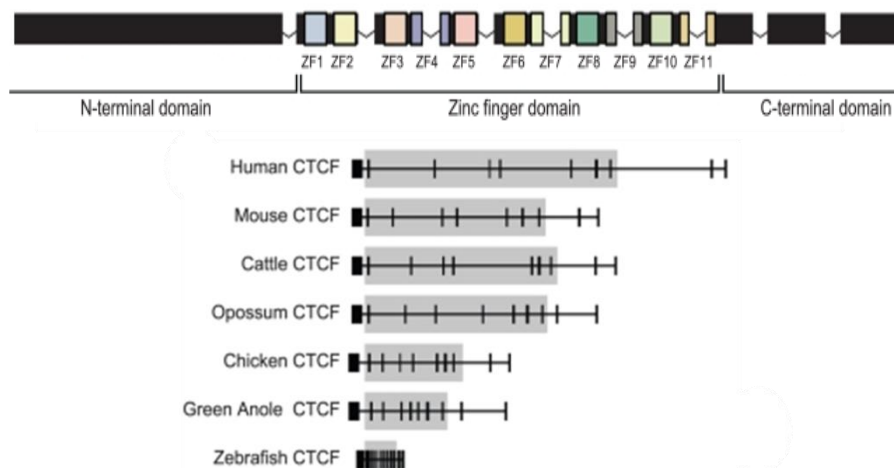 ZF1 ZF2 ZF3 ZF4 ZF5 ZF6 ZF7 ZF8 ZF9 ZF10 ZF11
N-terminal domain Zinc finger domain C-terminal domain
Human CTCF
Mouse CTCF
Cattle CTCF
Opossum CTCF
Chicken CTCF
Green Anole CTCF
Zebrafish CTCF